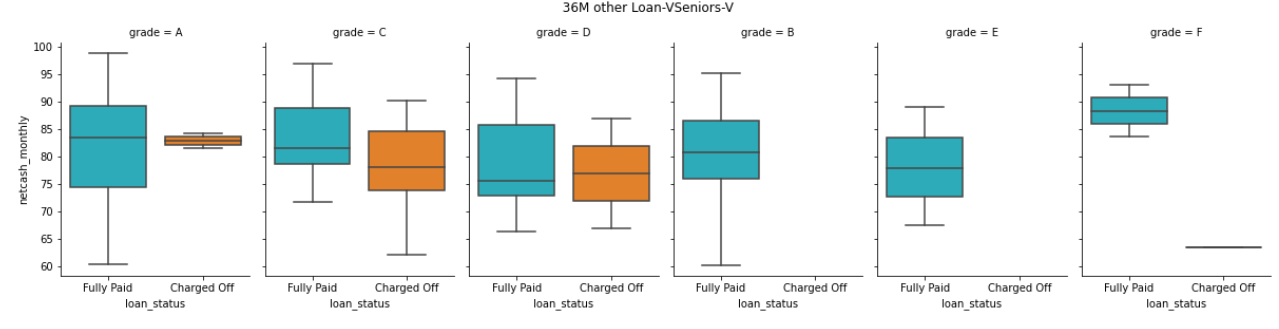 36M other Loan-VSeniors-V
grade = A
grade = C
grade = D
grade = B
grade = E
grade = F
netcash_monthly
100
95
90
85
80
75
70
65
60
Fully Paid Charged Off
Fully Paid Charged Off
Fully Paid Charged Off
Fully Paid Charged Off
Fully Paid Charged Off
Fully Paid Charged Off
loan_status
loan_status
loan_status
loan_status
loan_status
loan_status